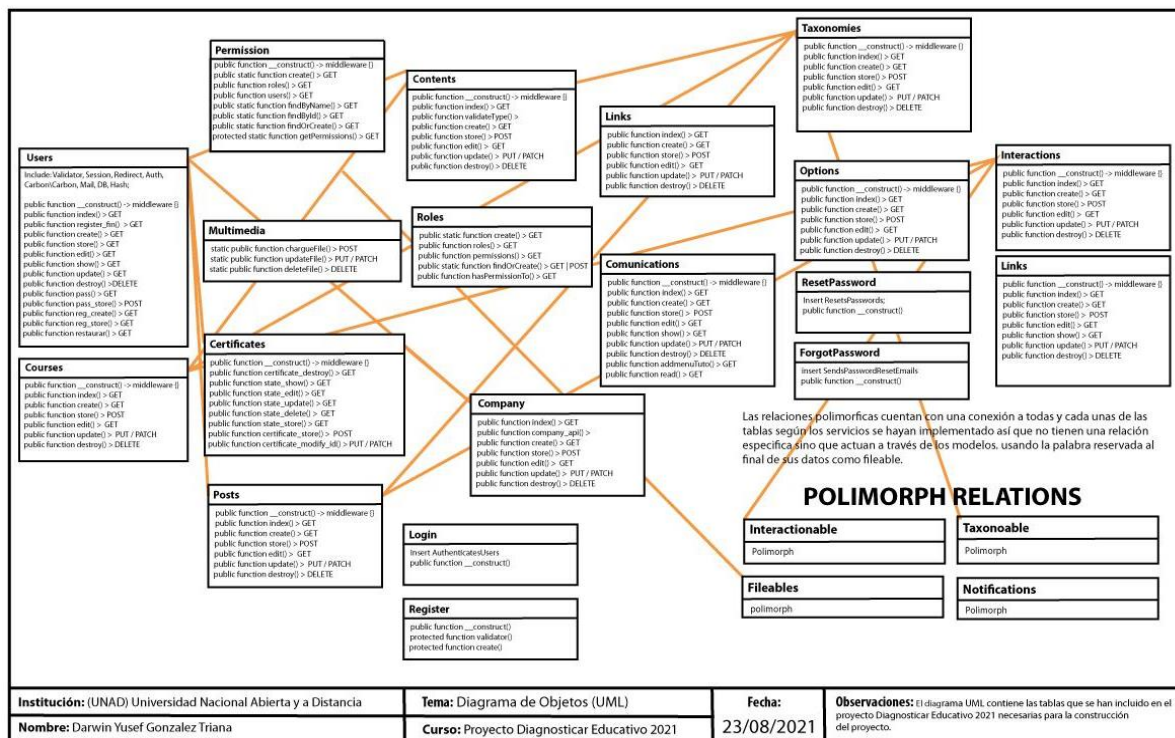 Permission
public function __construct() -> middleware ()
public static function create() > GET
public function roles() > GET
public function users() > GET
public static function findByName() > GET
public static function findById() > GET
public static function findOrCreate() > GET
protected static function getPermissions() > GET
Contents
public function __construct() -> middleware ()
public function index() > GET
public function validateType() >
public function create() > GET
public function store() > POST
public function edit() > GET
public function update() > PUT / PATCH
public function destroy() > DELETE
Taxonomies
public function __construct() -> middleware ()
public function index() > GET
public function create() > GET
public function store() > POST
public function edit() > GET
public function update() > PUT / PATCH
public function destroy() > DELETE
Links
public function index() > GET
public function create() > GET
public function store() > POST
public function edit() > GET
public function update() > PUT / PATCH
public function destroy() > DELETE
Users
Include: Validator, Session, Redirect, Auth,
Carbon\Carbon, Mail, DB, Hash;
public function __construct() -> middleware ()
public function index() > GET
public function register_fin() > GET
public function create() > GET
public function store() > GET
public function edit() > GET
public function show() > GET
public function update() > GET
public function destroy() >DELETE
public function pass() > GET
public function pass_store() > POST
public function reg_create() > GET
public function reg_store() > GET
public function restaurar() > GET
Multimedia
static public function chargueFile() > POST
static public function updateFile() > PUT / PATCH
static public function deleteFile() > DELETE
Roles
public static function create() > GET
public function roles() > GET
public function permissions() > GET
public static function findOrCreate() > GET | POST
public function hasPermissionTo() > GET
Options
public function __construct() -> middleware ()
public function index() > GET
public function create() > GET
public function store() > POST
public function edit() > GET
public function update() > PUT / PATCH
public function destroy() > DELETE
Interactions
public function __construct() -> middleware ()
public function index() > GET
public function create() > GET
public function store() > POST
public function edit() > GET
public function update() > PUT / PATCH
public function destroy() > DELETE
Comunications
public function __construct() -> middleware ()
public function index() > GET
public function create() > GET
public function store() > POST
public function edit() > GET
public function show() > GET
public function update() > PUT / PATCH
public function destroy() > DELETE
public function addmenuTuto() > GET
public function read() > GET
ResetPassword
Insert ResetsPasswords;
public function __construct()
Links
public function __construct() -> middleware ()
public function index() > GET
public function create() > GET
public function store() > POST
public function edit() > GET
public function show() > GET
public function update() > PUT / PATCH
public function destroy() > DELETE
ForgotPassword
insert SendsPasswordResetEmails
public function __construct()
Courses
public function __construct() -> middleware ()
public function index() > GET
public function create() > GET
public function store() > POST
public function edit() > GET
public function update() > PUT / PATCH
public function destroy() > DELETE
Certificates
public function __construct() -> middleware ()
public function certificate_destroy() > GET
public function state_show() > GET
public function state_edit() > GET
public function state_update() > GET
public function state_delete() > GET
public function state_store() > GET
public function certificate_store() > POST
public function certificate_modify_id() > PUT / PATCH
Company
public function index() > GET
public function company_api() >
public function create() > GET
public function store() > POST
public function edit() > GET
public function update() > PUT / PATCH
public function destroy() > DELETE
Las relaciones polimorficas cuentan con una conexión a todas y cada unas de las
tablas según los servicios se hayan implementado así que no tienen una relación
especifica sino que actuan a través de los modelos. usando la palabra reservada al
final de sus datos como fileable.
Posts
public function __construct() -> middleware ()
public function index() > GET
public function create() > GET
public function store() > POST
public function edit() > GET
public function update() > PUT / PATCH
public function destroy() > DELETE
Login
Insert AuthenticatesUsers
public function __construct()
Register
public function __construct()
protected function validator()
protected function create()
POLIMORPH RELATIONS
Interactionable
Polimorph
Taxonoable
Polimorph
Fileables
polimorph
Notifications
Polimorph
Institución: (UNAD) Universidad Nacional Abierta y a Distancia
Nombre: Darwin Yusef Gonzalez Triana
Tema: Diagrama de Objetos (UML)
Curso: Proyecto Diagnosticar Educativo 2021
Fecha:
23/08/2021
Observaciones: El diagrama UML contiene las tablas que se han incluido en el
proyecto Diagnosticar Educativo 2021 necesarias para la construcción
del proyecto.